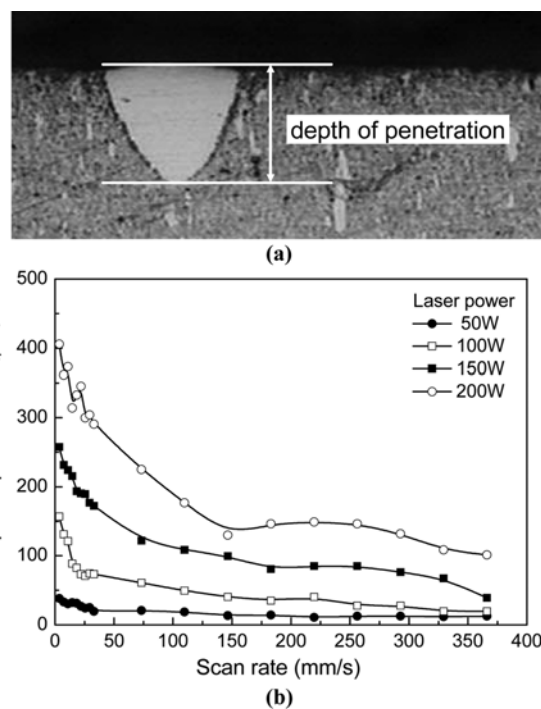 depth of penetration
(a)
500
400
300
200
100
0
Laser power
50W
100W
150W
200W
0 50 100 150 200 250 300 350 400
Scan rate (mm/s)
(b)